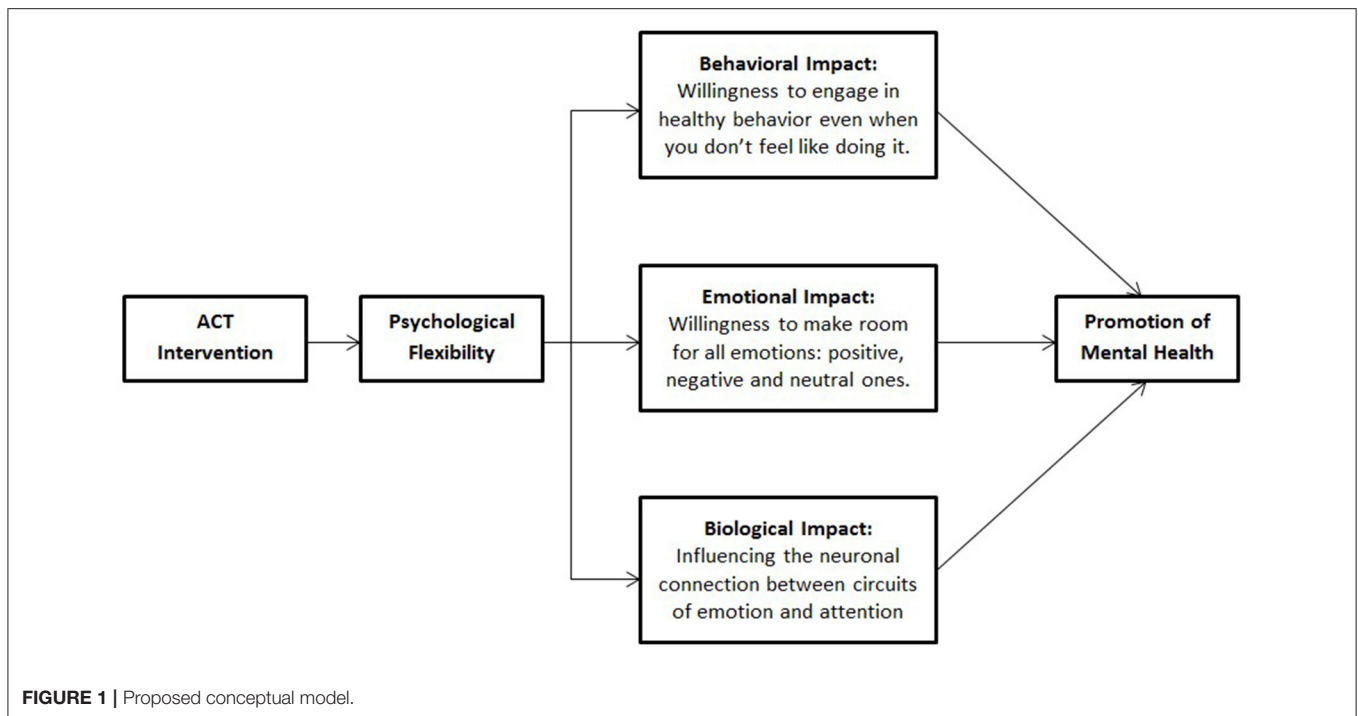 Behavioral Impact:
Willingness to engage in
healthy behavior even when
you don't feel like doing it.
ACT
Intervention
Psychological
Flexibility
Emotional Impact:
Willingness to make room
for all emotions: positive,
negative and neutral ones.
Promotion of
Mental Health
Biological Impact:
Influencing the neuronal
connection between circuits
of emotion and attention
FIGURE 1 | Proposed conceptual model.